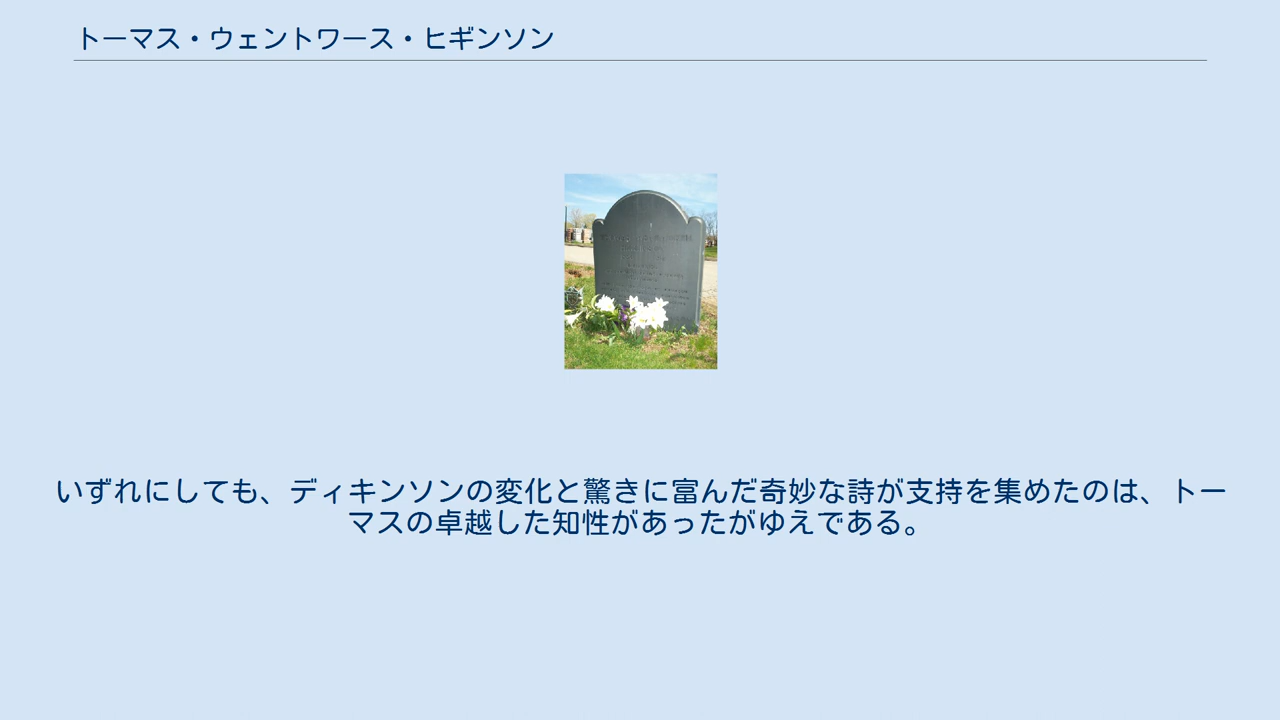 トーマス・ウェントワース・ヒギンソン
いずれにしても、ディキンソンの変化と驚きに富んだ奇妙な詩が支持を集めたのは、トー
マスの卓越した知性があったがゆえである。